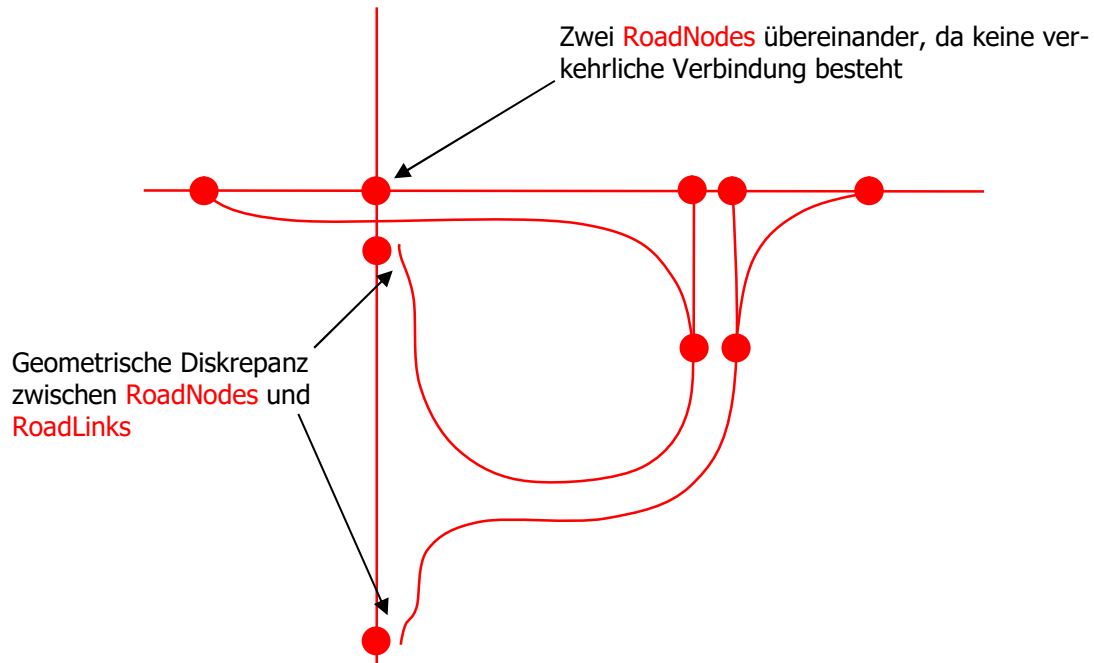 Zwei RoadNodes übereinander, da keine ver-
kehrliche Verbindung besteht
Geometrische Diskrepanz
zwischen RoadNodes und
RoadLinks